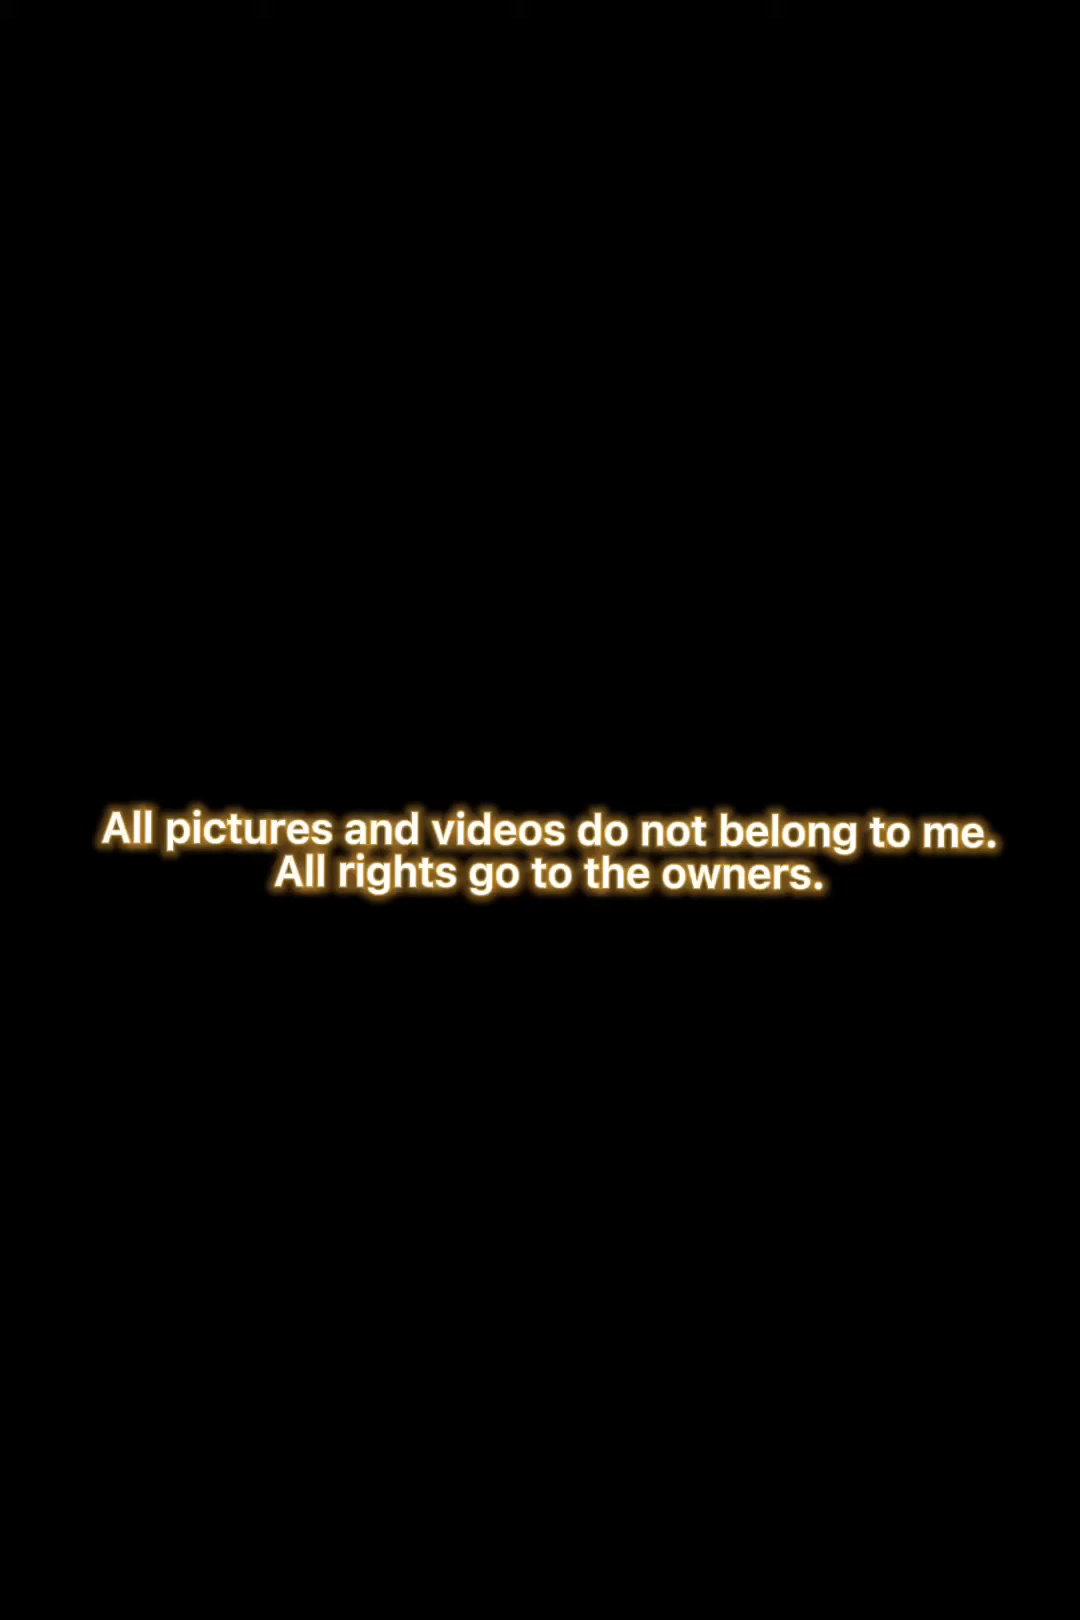 All pictures and videos do not belong to me.
All rights go to the owners.